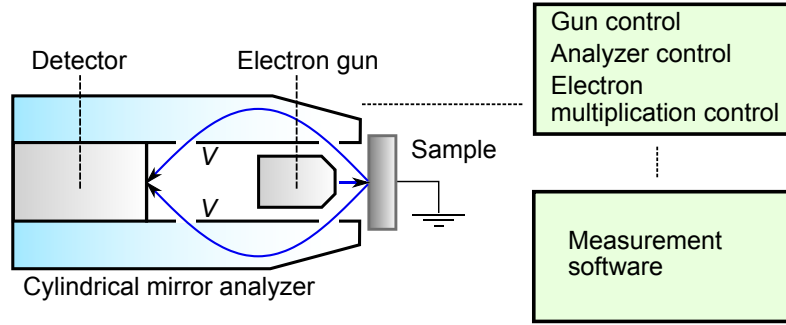 Detector
Electron gun
V
V
Sample
Cylindrical mirror analyzer
Gun control
Analyzer control
Electron
multiplication control
Measurement
software